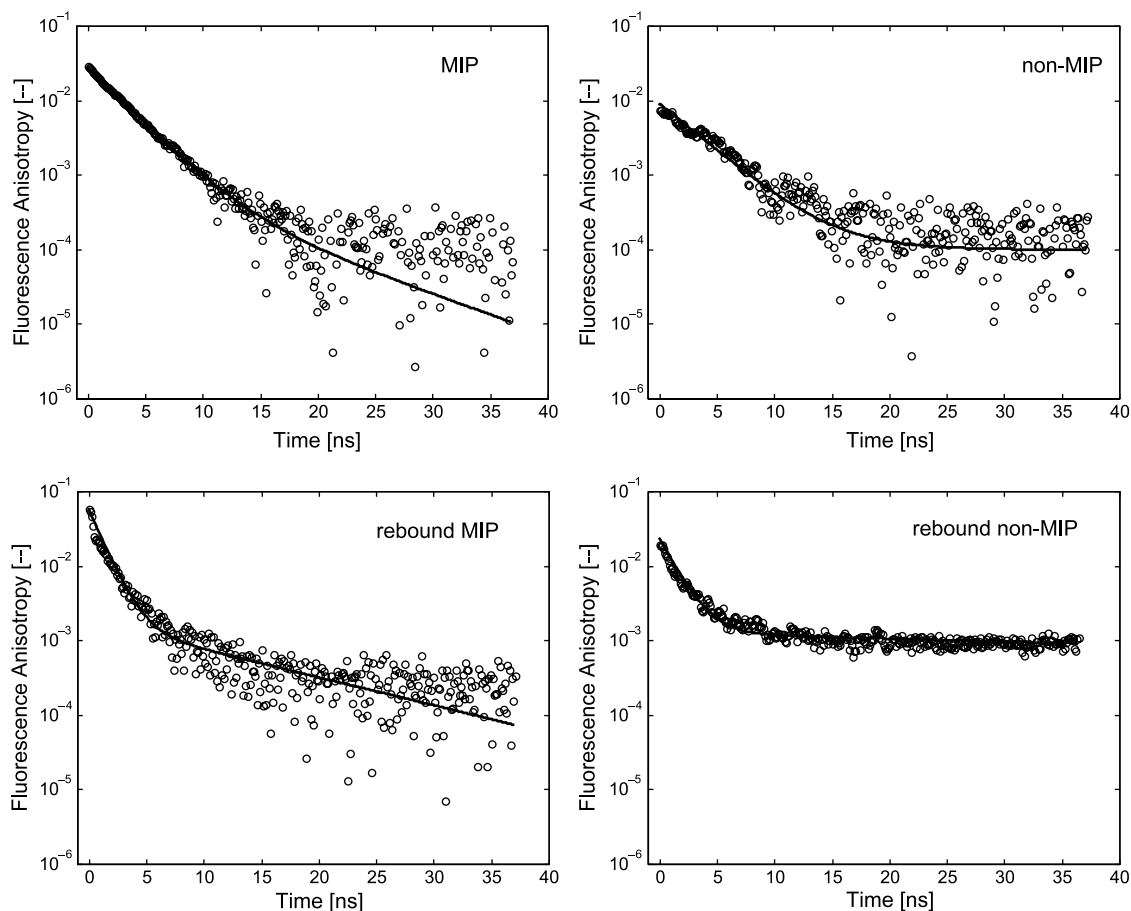 10⁻¹
10⁻²
10⁻³
10⁻⁴
10⁻⁵
10⁻⁶
Fluorescence Anisotropy [--]
MIP
0 5 10 15 20 25 30 35 40
Time [ns]
10⁻¹
10⁻²
10⁻³
10⁻⁴
10⁻⁵
10⁻⁶
Fluorescence Anisotropy [--]
non-MIP
0 5 10 15 20 25 30 35 40
Time [ns]
10⁻¹
10⁻²
10⁻³
10⁻⁴
10⁻⁵
10⁻⁶
Fluorescence Anisotropy [--]
rebound MIP
0 5 10 15 20 25 30 35 40
Time [ns]
10⁻¹
10⁻²
10⁻³
10⁻⁴
10⁻⁵
10⁻⁶
Fluorescence Anisotropy [--]
rebound non-MIP
0 5 10 15 20 25 30 35 40
Time [ns]